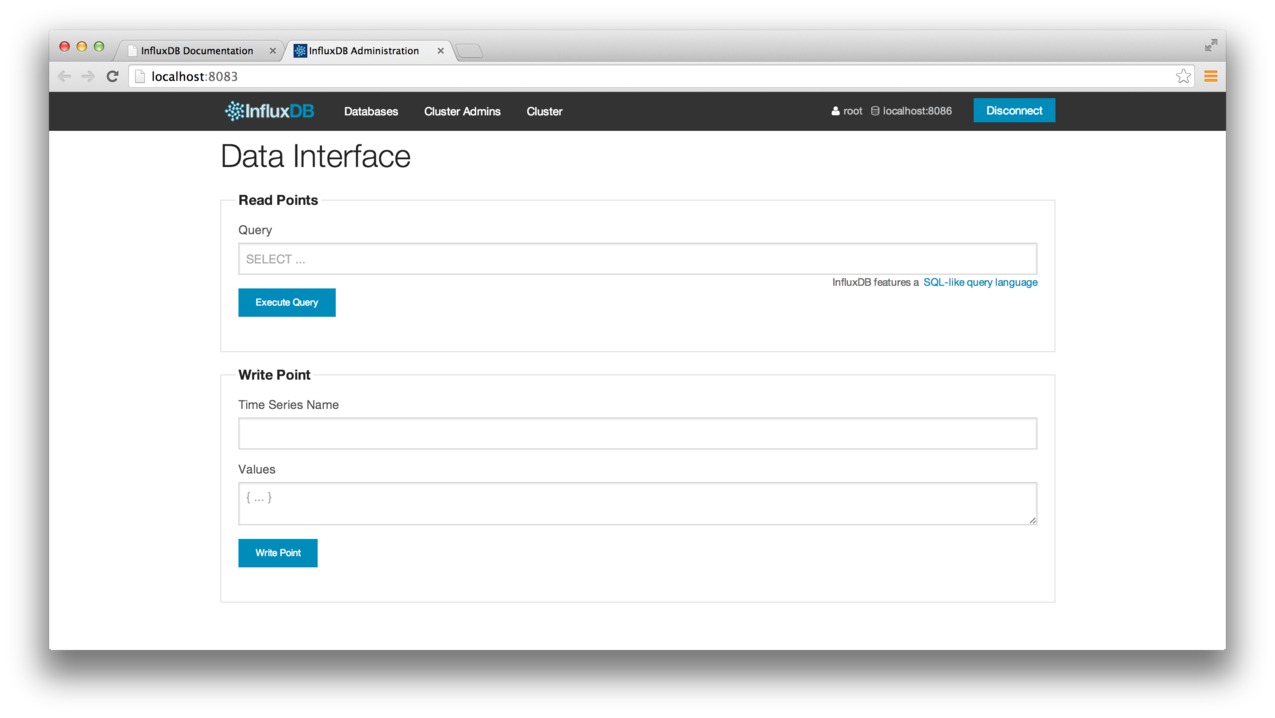 InfluxDB Documentation InfluxDB Administration
localhost:8083
InfluxDB Databases Cluster Admins Cluster root localhost:8086 Disconnect
Data Interface
Read Points
Query
SELECT ...
InfluxDB features a SQL-like query language
Execute Query
Write Point
Time Series Name
Values
{ ... }
Write Point